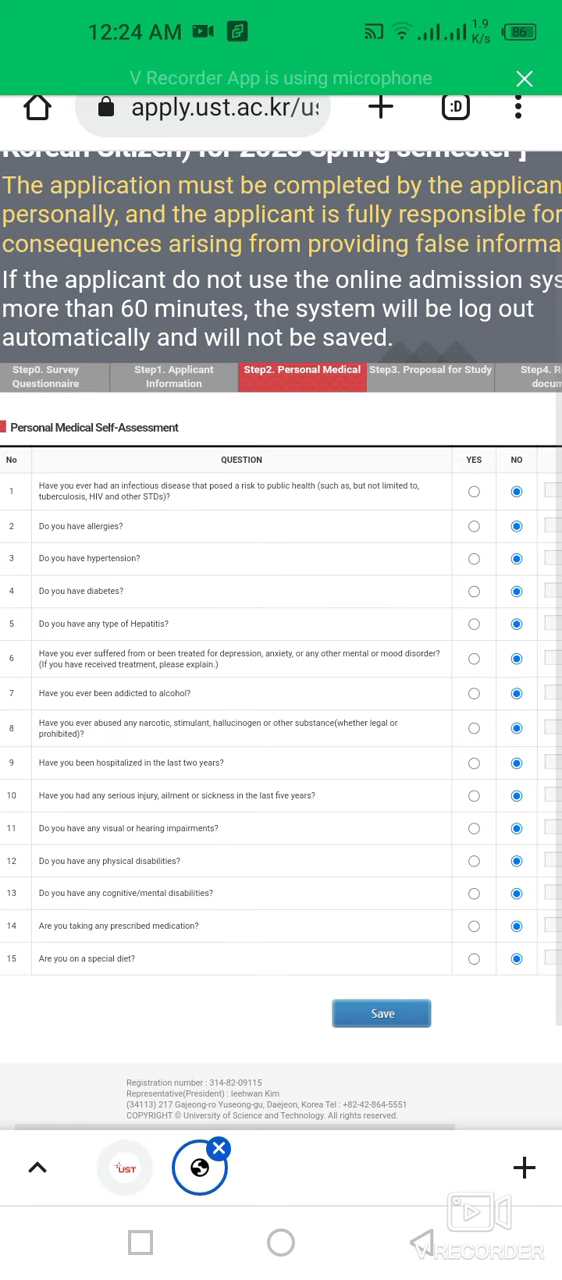 12:24 AM
1.9
K/s
86
V Recorder App is using microphone
apply.ust.ac.kr/u
:D
Korean Citizen) for 2023 Spring semester ]
The application must be completed by the applican
personally, and the applicant is fully responsible for
consequences arising from providing false informa
If the applicant do not use the online admission sys
more than 60 minutes, the system will be log out
automatically and will not be saved.
Step0. Survey
Questionnaire
Step1. Applicant
Information
Step2. Personal Medical
Step3. Proposal for Study
Step4. R
docum
Personal Medical Self-Assessment
No QUESTION YES NO
1 Have you ever had an infectious disease that posed a risk to public health (such as, but not limited to,
tuberculosis, HIV and other STDs)?
2 Do you have allergies?
3 Do you have hypertension?
4 Do you have diabetes?
5 Do you have any type of Hepatitis?
6 Have you ever suffered from or been treated for depression, anxiety, or any other mental or mood disorder?
(If you have received treatment, please explain.)
7 Have you ever been addicted to alcohol?
8 Have you ever abused any narcotic, stimulant, hallucinogen or other substance(whether legal or
prohibited)?
9 Have you been hospitalized in the last two years?
10 Have you had any serious injury, ailment or sickness in the last five years?
11 Do you have any visual or hearing impairments?
12 Do you have any physical disabilities?
13 Do you have any cognitive/mental disabilities?
14 Are you taking any prescribed medication?
15 Are you on a special diet?
Save
Registration number : 314-82-09115
Representative(President) : leehwan Kim
(34113) 217 Gajeong-ro Yuseong-gu, Daejeon, Korea Tel : +82-42-864-5551
COPYRIGHT © University of Science and Technology. All rights reserved.
UST
V RECORDER